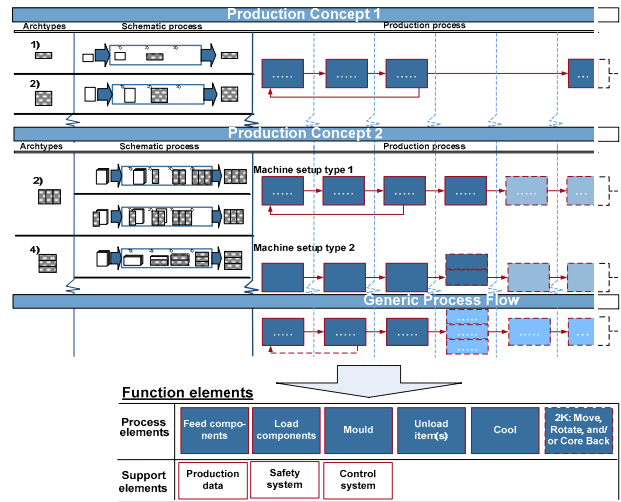 Production Concept 1
Archtypes Schematic process Production process
1)
..... ..... ..... ...
2)
Production Concept 2
Archtypes Schematic process Production process
2)
Machine setup type 1
..... ..... ..... ..... ..... ...
4)
Machine setup type 2
..... ..... ..... ..... ...
Generic Process Flow
.....
..... ..... ..... ..... ..... ...
.....
Function elements
Process elements
Feed compo-
nents
Load
components
Mould
Unload
item(s)
Cool
2K: Move,
Rotate, and/
or Core Back
Support
elements
Production
data
Safety
system
Control
system